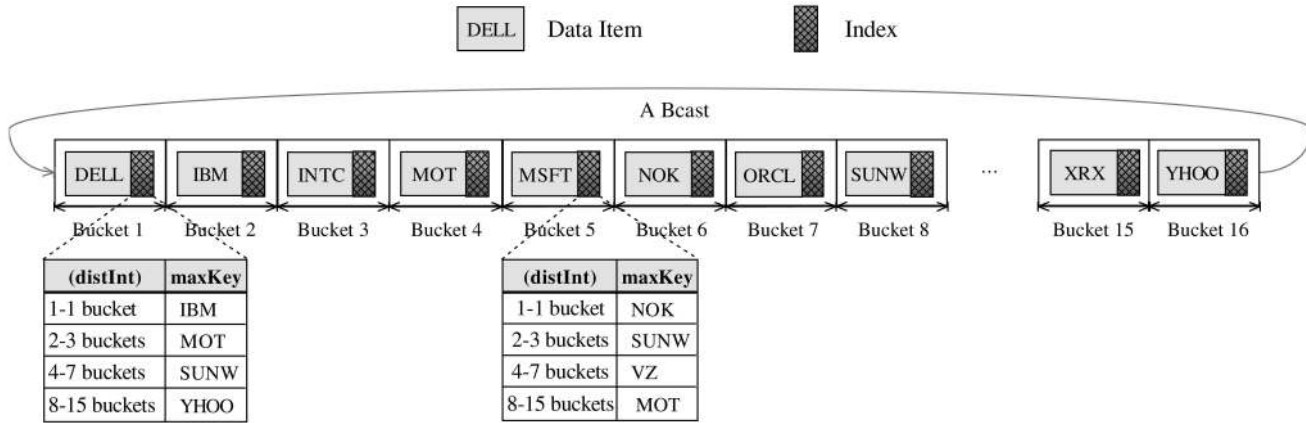 DELL Data Item Index
A Bcast
DELL IBM INTC MOT MSFT NOK ORCL SUNW ... XRX YHOO
Bucket 1 Bucket 2 Bucket 3 Bucket 4 Bucket 5 Bucket 6 Bucket 7 Bucket 8 Bucket 15 Bucket 16
(distInt) maxKey
1-1 bucket IBM
2-3 buckets MOT
4-7 buckets SUNW
8-15 buckets YHOO
(distInt) maxKey
1-1 bucket NOK
2-3 buckets SUNW
4-7 buckets VZ
8-15 buckets MOT